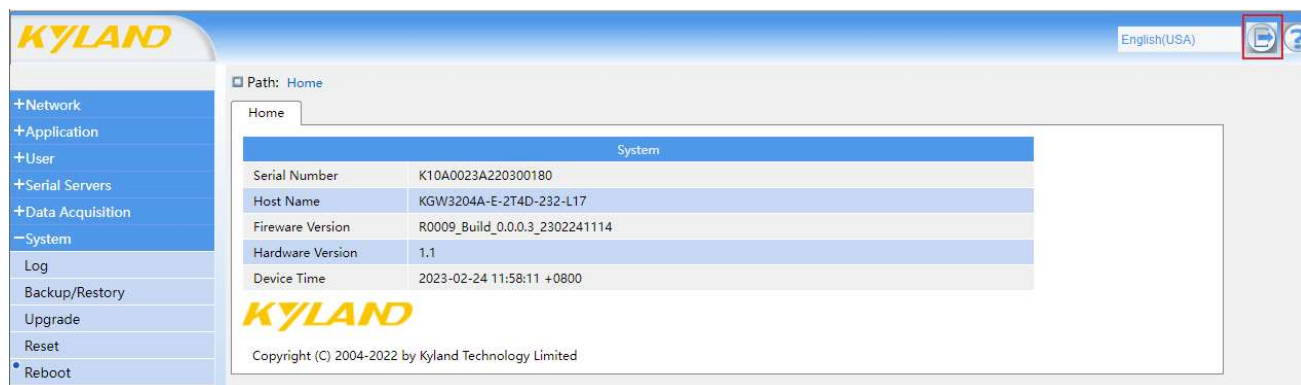 KYLAND
English(USA)
?
Path: Home
+Network
+Application
+User
+Serial Servers
+Data Acquisition
−System
Log
Backup/Restory
Upgrade
Reset
Reboot
Home
System
Serial Number K10A0023A220300180
Host Name KGW3204A-E-2T4D-232-L17
Fireware Version R0009_Build_0.0.0.3_2302241114
Hardware Version 1.1
Device Time 2023-02-24 11:58:11 +0800
KYLAND
Copyright (C) 2004-2022 by Kyland Technology Limited